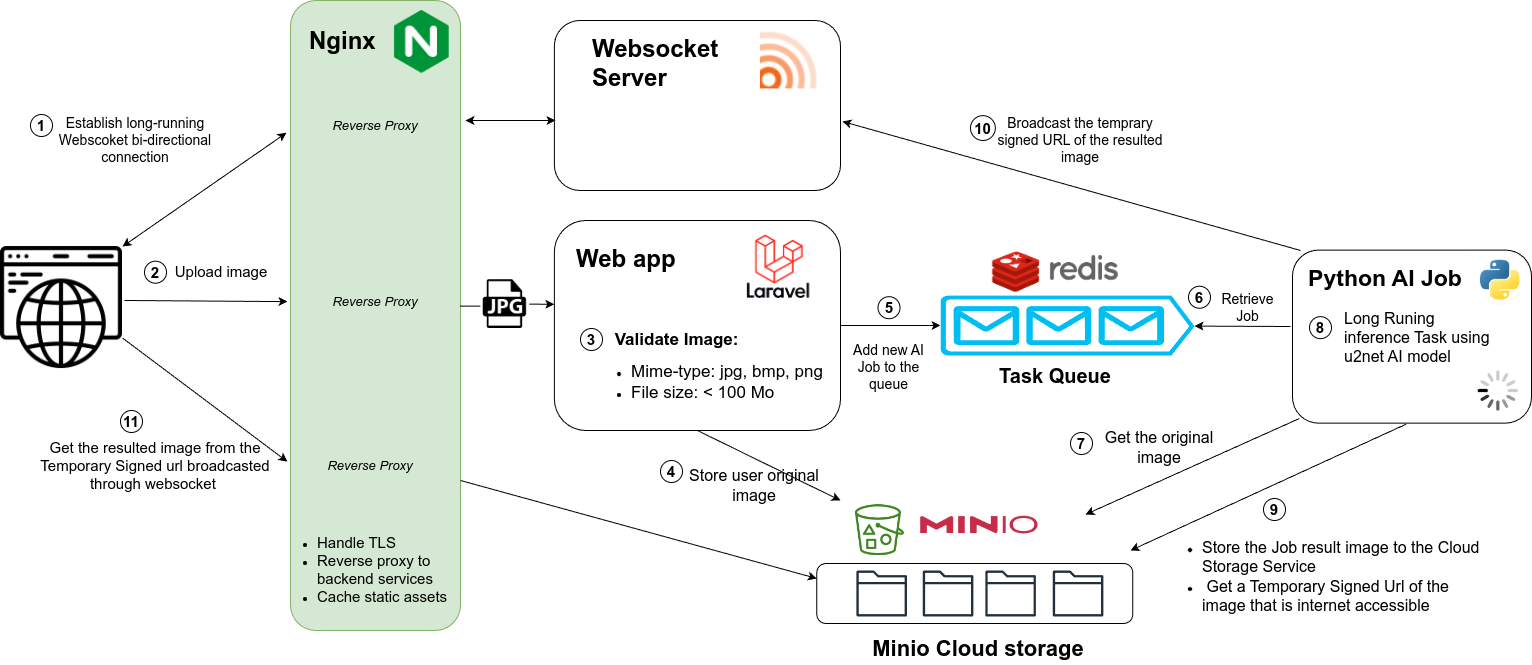 Nginx
N
Reverse Proxy
Reverse Proxy
Reverse Proxy
• Handle TLS
• Reverse proxy to
backend services
• Cache static assets
1
Establish long-running
Webscoket bi-directional
connection
2
Upload image
11
Get the resulted image from the
Temporary Signed url broadcasted
through websocket
Websocket
Server
JPG
Web app
Laravel
3
Validate Image:
• Mime-type: jpg, bmp, png
• File size: < 100 Mo
4
Store user original
image
5
Add new AI
Job to the
queue
redis
Task Queue
6
Retrieve
Job
Python AI Job
8
Long Runing
inference Task using
u2net AI model
7
Get the original
image
9
• Store the Job result image to the Cloud
Storage Service
• Get a Temporary Signed Url of the
image that is internet accessible
10
Broadcast the temprary
signed URL of the resulted
image
MINIO
Minio Cloud storage